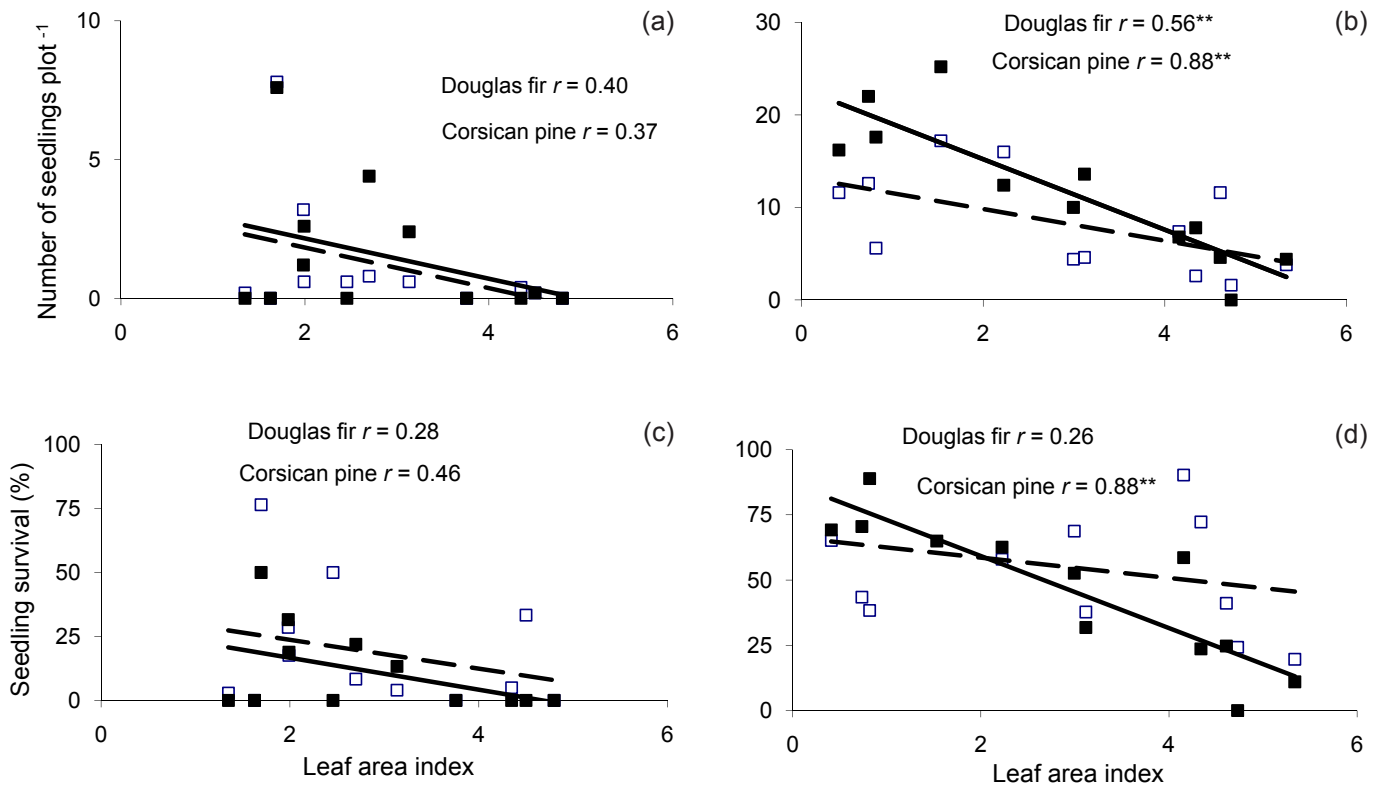 (a)
Number of seedlings plot -1
10
5
0
Douglas fir r = 0.40
Corsican pine r = 0.37
0 2 4 6
(b)
Douglas fir r = 0.56**
Corsican pine r = 0.88**
30
20
10
0
0 2 4 6
(c)
Douglas fir r = 0.28
Corsican pine r = 0.46
Seedling survival (%)
100
75
50
25
0
0 2 4 6
Leaf area index
(d)
Douglas fir r = 0.26
Corsican pine r = 0.88**
100
75
50
25
0
0 2 4 6
Leaf area index